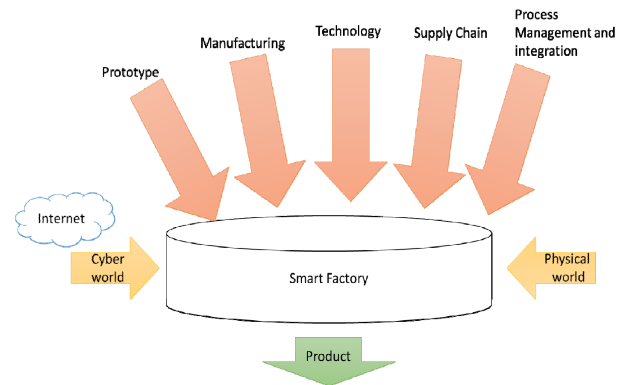 Prototype
Manufacturing
Technology
Supply Chain
Process
Management and
integration
Internet
Cyber
world
Smart Factory
Physical
world
Product